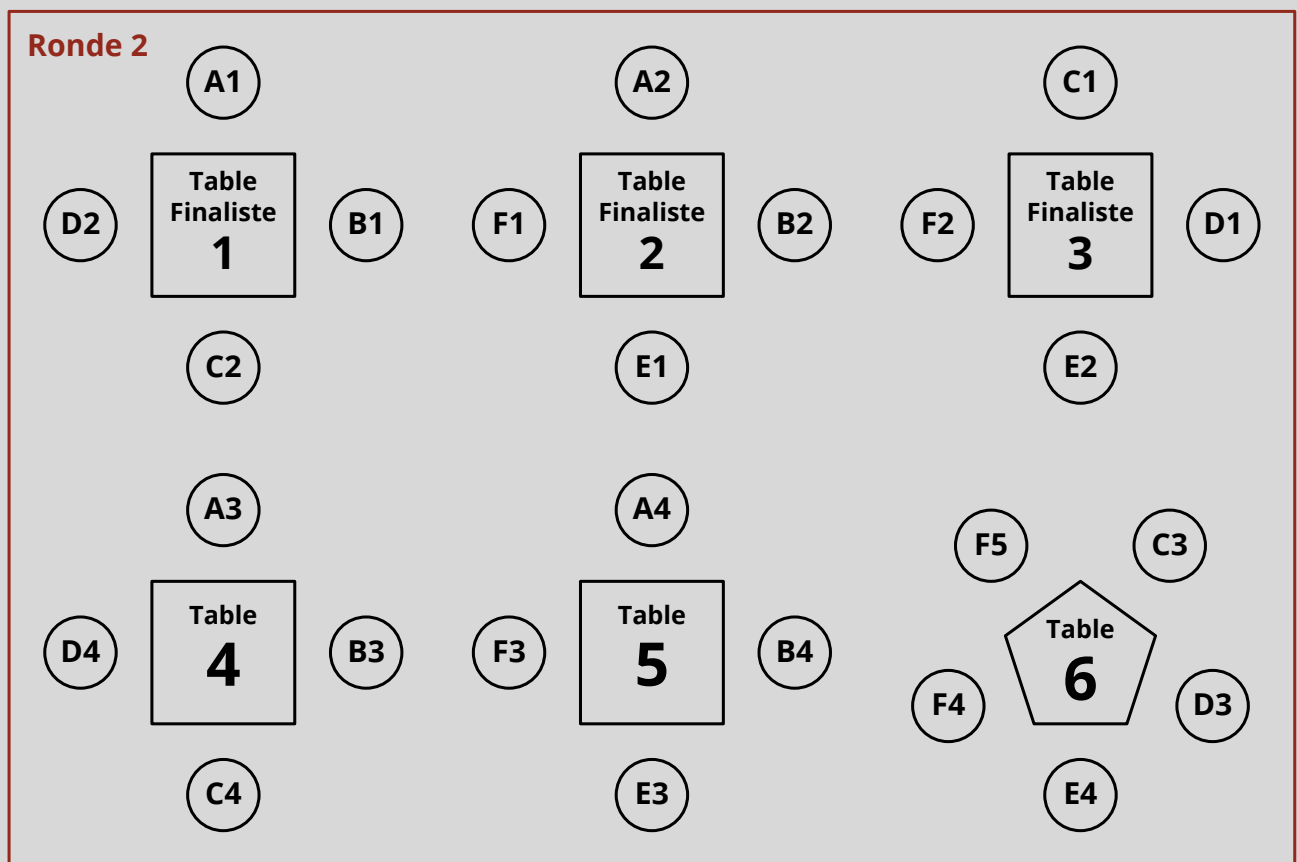 Ronde 2
A1
A2
C1
D2
Table
Finaliste
1
B1
F1
Table
Finaliste
2
B2
F2
Table
Finaliste
3
D1
C2
E1
E2
A3
A4
F5
C3
D4
Table
4
B3
F3
Table
5
B4
F4
Table
6
D3
C4
E3
E4